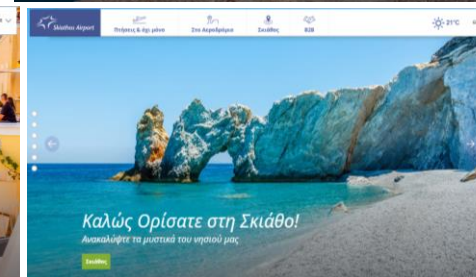 Skiathos Airport
Πτήσεις & όχι μόνο
Στο Αεροδρόμιο
Σκιάθος
B2B
21°C
Καλώς Ορίσατε στη Σκιάθο!
Ανακαλύψτε τα μυστικά του νησιού μας
Σκιάθος